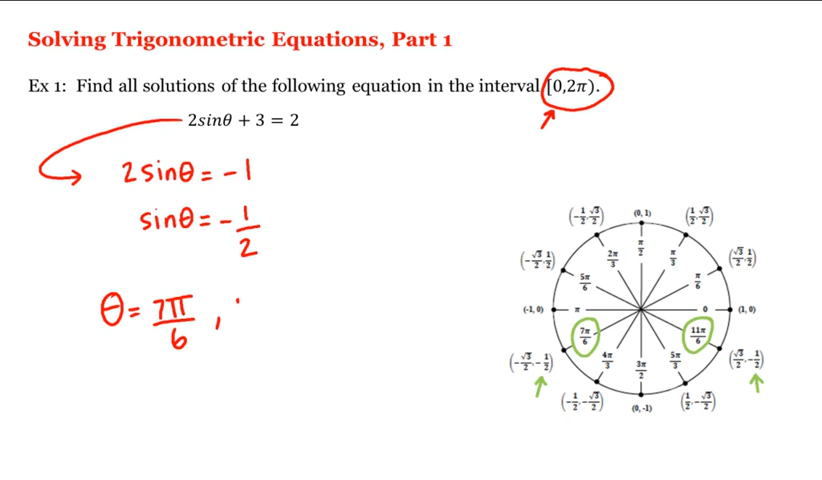 Solving Trigonometric Equations, Part 1
Ex 1: Find all solutions of the following equation in the interval [0,2π).
2sinθ + 3 = 2
2 sinθ = -1
sinθ = -1/2
θ = 7π/6 ,
(-1/2, √3/2) (0, 1) (1/2, √3/2)
(-√3/2, 1/2) 2π/3 π/2 π/3 (√3/2, 1/2)
5π/6 π/6
(-1, 0) π 0 (1, 0)
7π/6 11π/6
(-√3/2, -1/2) 4π/3 3π/2 5π/3 (√3/2, -1/2)
(-1/2, -√3/2) (0, -1) (1/2, -√3/2)